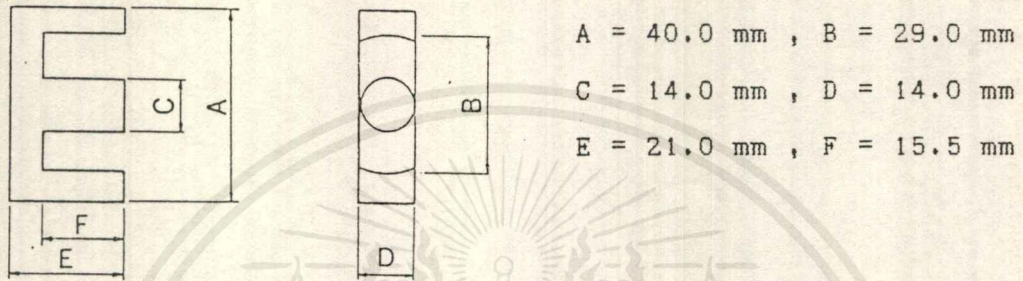 A = 40.0 mm , B = 29.0 mm
C = 14.0 mm , D = 14.0 mm
E = 21.0 mm , F = 15.5 mm
C
A
B
F
E
D